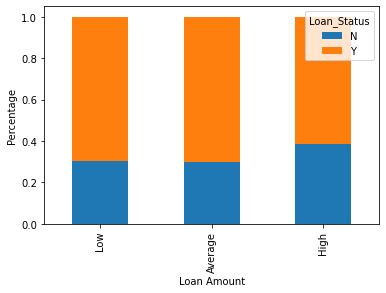 Loan_Status
N
Y
1.0
0.8
0.6
0.4
0.2
0.0
Percentage
Low
Average
High
Loan Amount